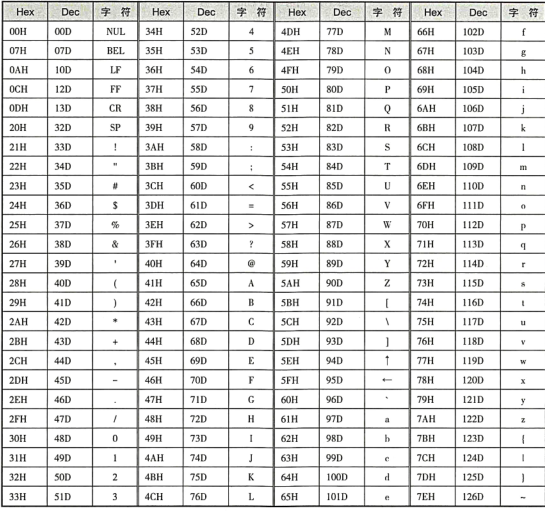 Hex Dec 字 符 Hex Dec 字 符 Hex Dec 字 符 Hex Dec 字 符
00H 00D NUL 34H 52D 4 4DH 77D M 66H 102D f
07H 07D BEL 35H 53D 5 4EH 78D N 67H 103D g
0AH 10D LF 36H 54D 6 4FH 79D O 68H 104D h
0CH 12D FF 37H 55D 7 50H 80D P 69H 105D i
0DH 13D CR 38H 56D 8 51H 81D Q 6AH 106D j
20H 32D SP 39H 57D 9 52H 82D R 6BH 107D k
21H 33D ! 3AH 58D : 53H 83D S 6CH 108D l
22H 34D " 3BH 59D ; 54H 84D T 6DH 109D m
23H 35D # 3CH 60D < 55H 85D U 6EH 110D n
24H 36D $ 3DH 61D = 56H 86D V 6FH 111D o
25H 37D % 3EH 62D > 57H 87D W 70H 112D p
26H 38D & 3FH 63D ? 58H 88D X 71H 113D q
27H 39D ' 40H 64D @ 59H 89D Y 72H 114D r
28H 40D ( 41H 65D A 5AH 90D Z 73H 115D s
29H 41D ) 42H 66D B 5BH 91D [ 74H 116D t
2AH 42D * 43H 67D C 5CH 92D \ 75H 117D u
2BH 43D + 44H 68D D 5DH 93D ] 76H 118D v
2CH 44D , 45H 69D E 5EH 94D ↑ 77H 119D w
2DH 45D - 46H 70D F 5FH 95D ← 78H 120D x
2EH 46D . 47H 71D G 60H 96D ` 79H 121D y
2FH 47D / 48H 72D H 61H 97D a 7AH 122D z
30H 48D 0 49H 73D I 62H 98D b 7BH 123D {
31H 49D 1 4AH 74D J 63H 99D c 7CH 124D |
32H 50D 2 4BH 75D K 64H 100D d 7DH 125D }
33H 51D 3 4CH 76D L 65H 101D e 7EH 126D ~